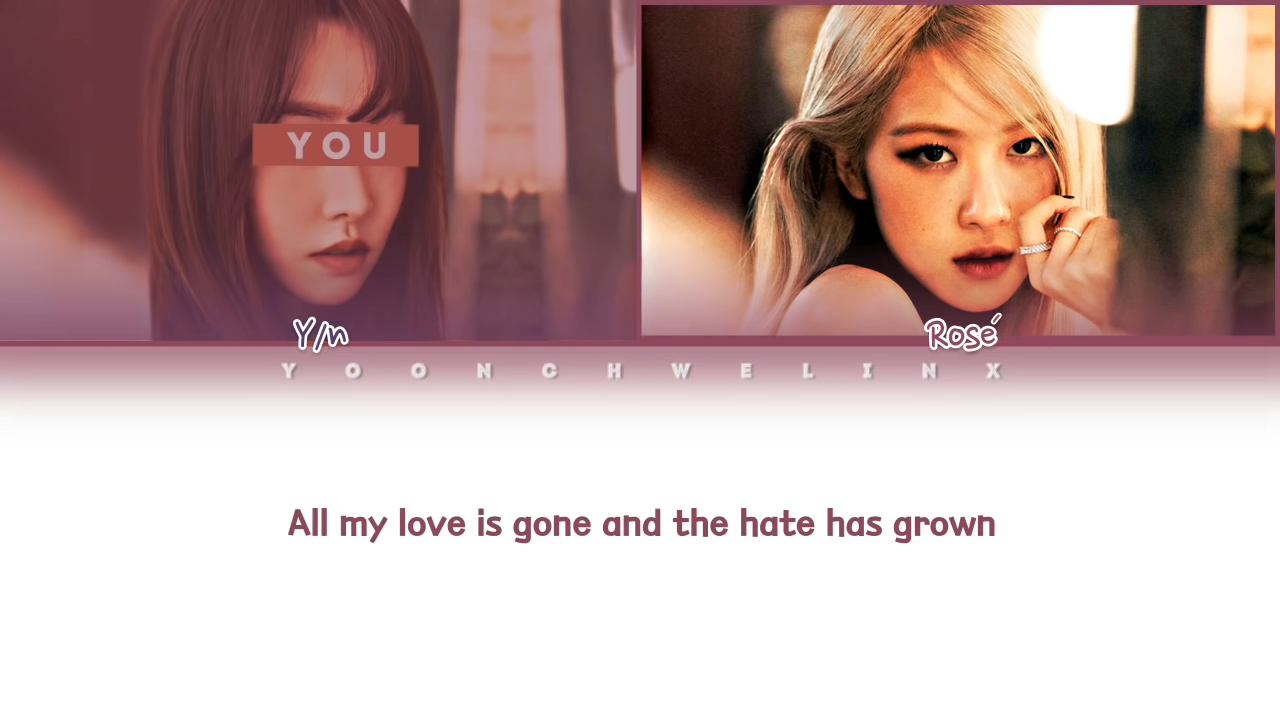 YOU
Y/n
Rosé
YOONCHWELINX
All my love is gone and the hate has grown